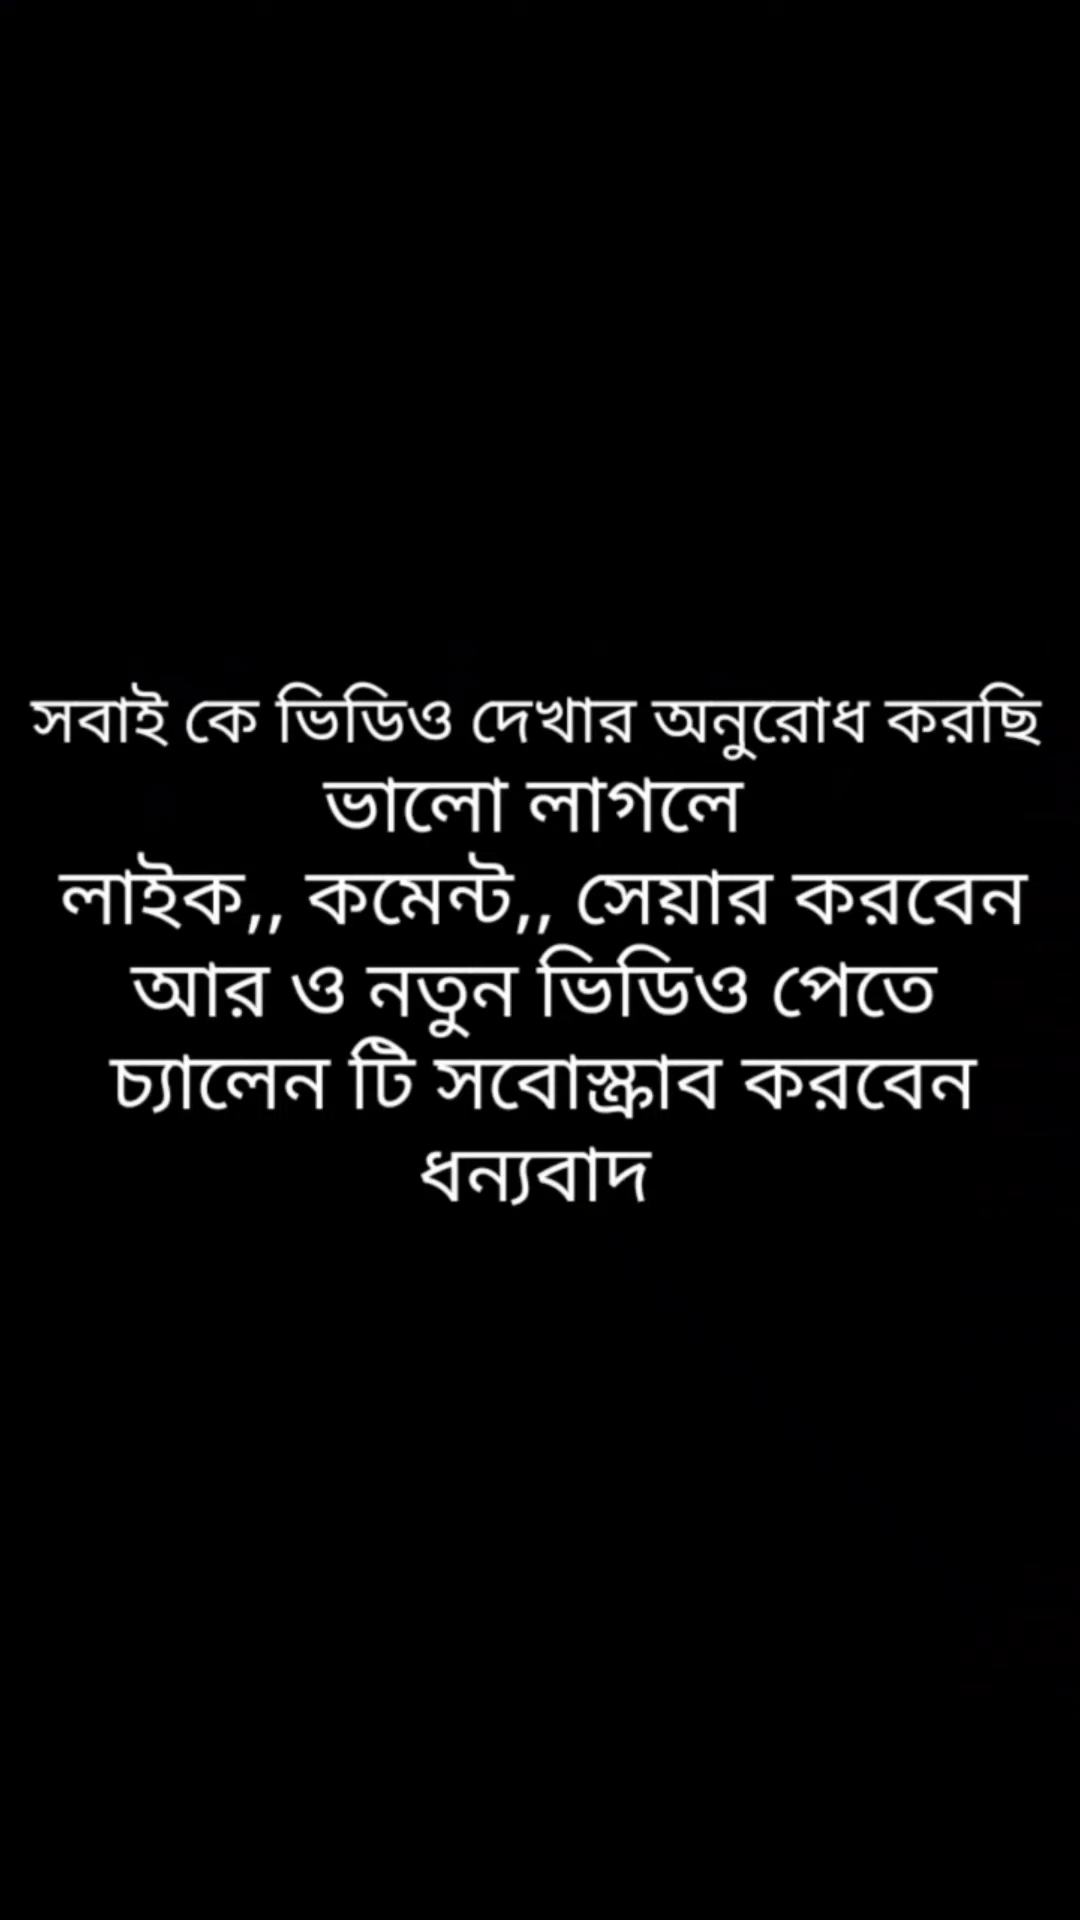 সবাই কে ভিডিও দেখার অনুরোধ করছি
ভালো লাগলে
লাইক,, কমেন্ট,, সেয়ার করবেন
আর ও নতুন ভিডিও পেতে
চ্যালেন টি সবোস্ক্রাব করবেন
ধন্যবাদ